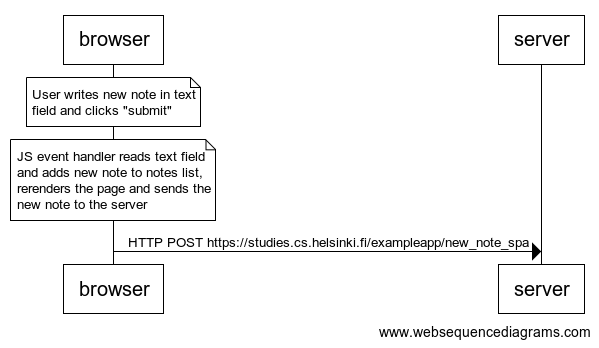 browser
server
User writes new note in text
field and clicks "submit"
JS event handler reads text field
and adds new note to notes list,
rerenders the page and sends the
new note to the server
HTTP POST https://studies.cs.helsinki.fi/exampleapp/new_note_spa
browser
server
www.websequencediagrams.com